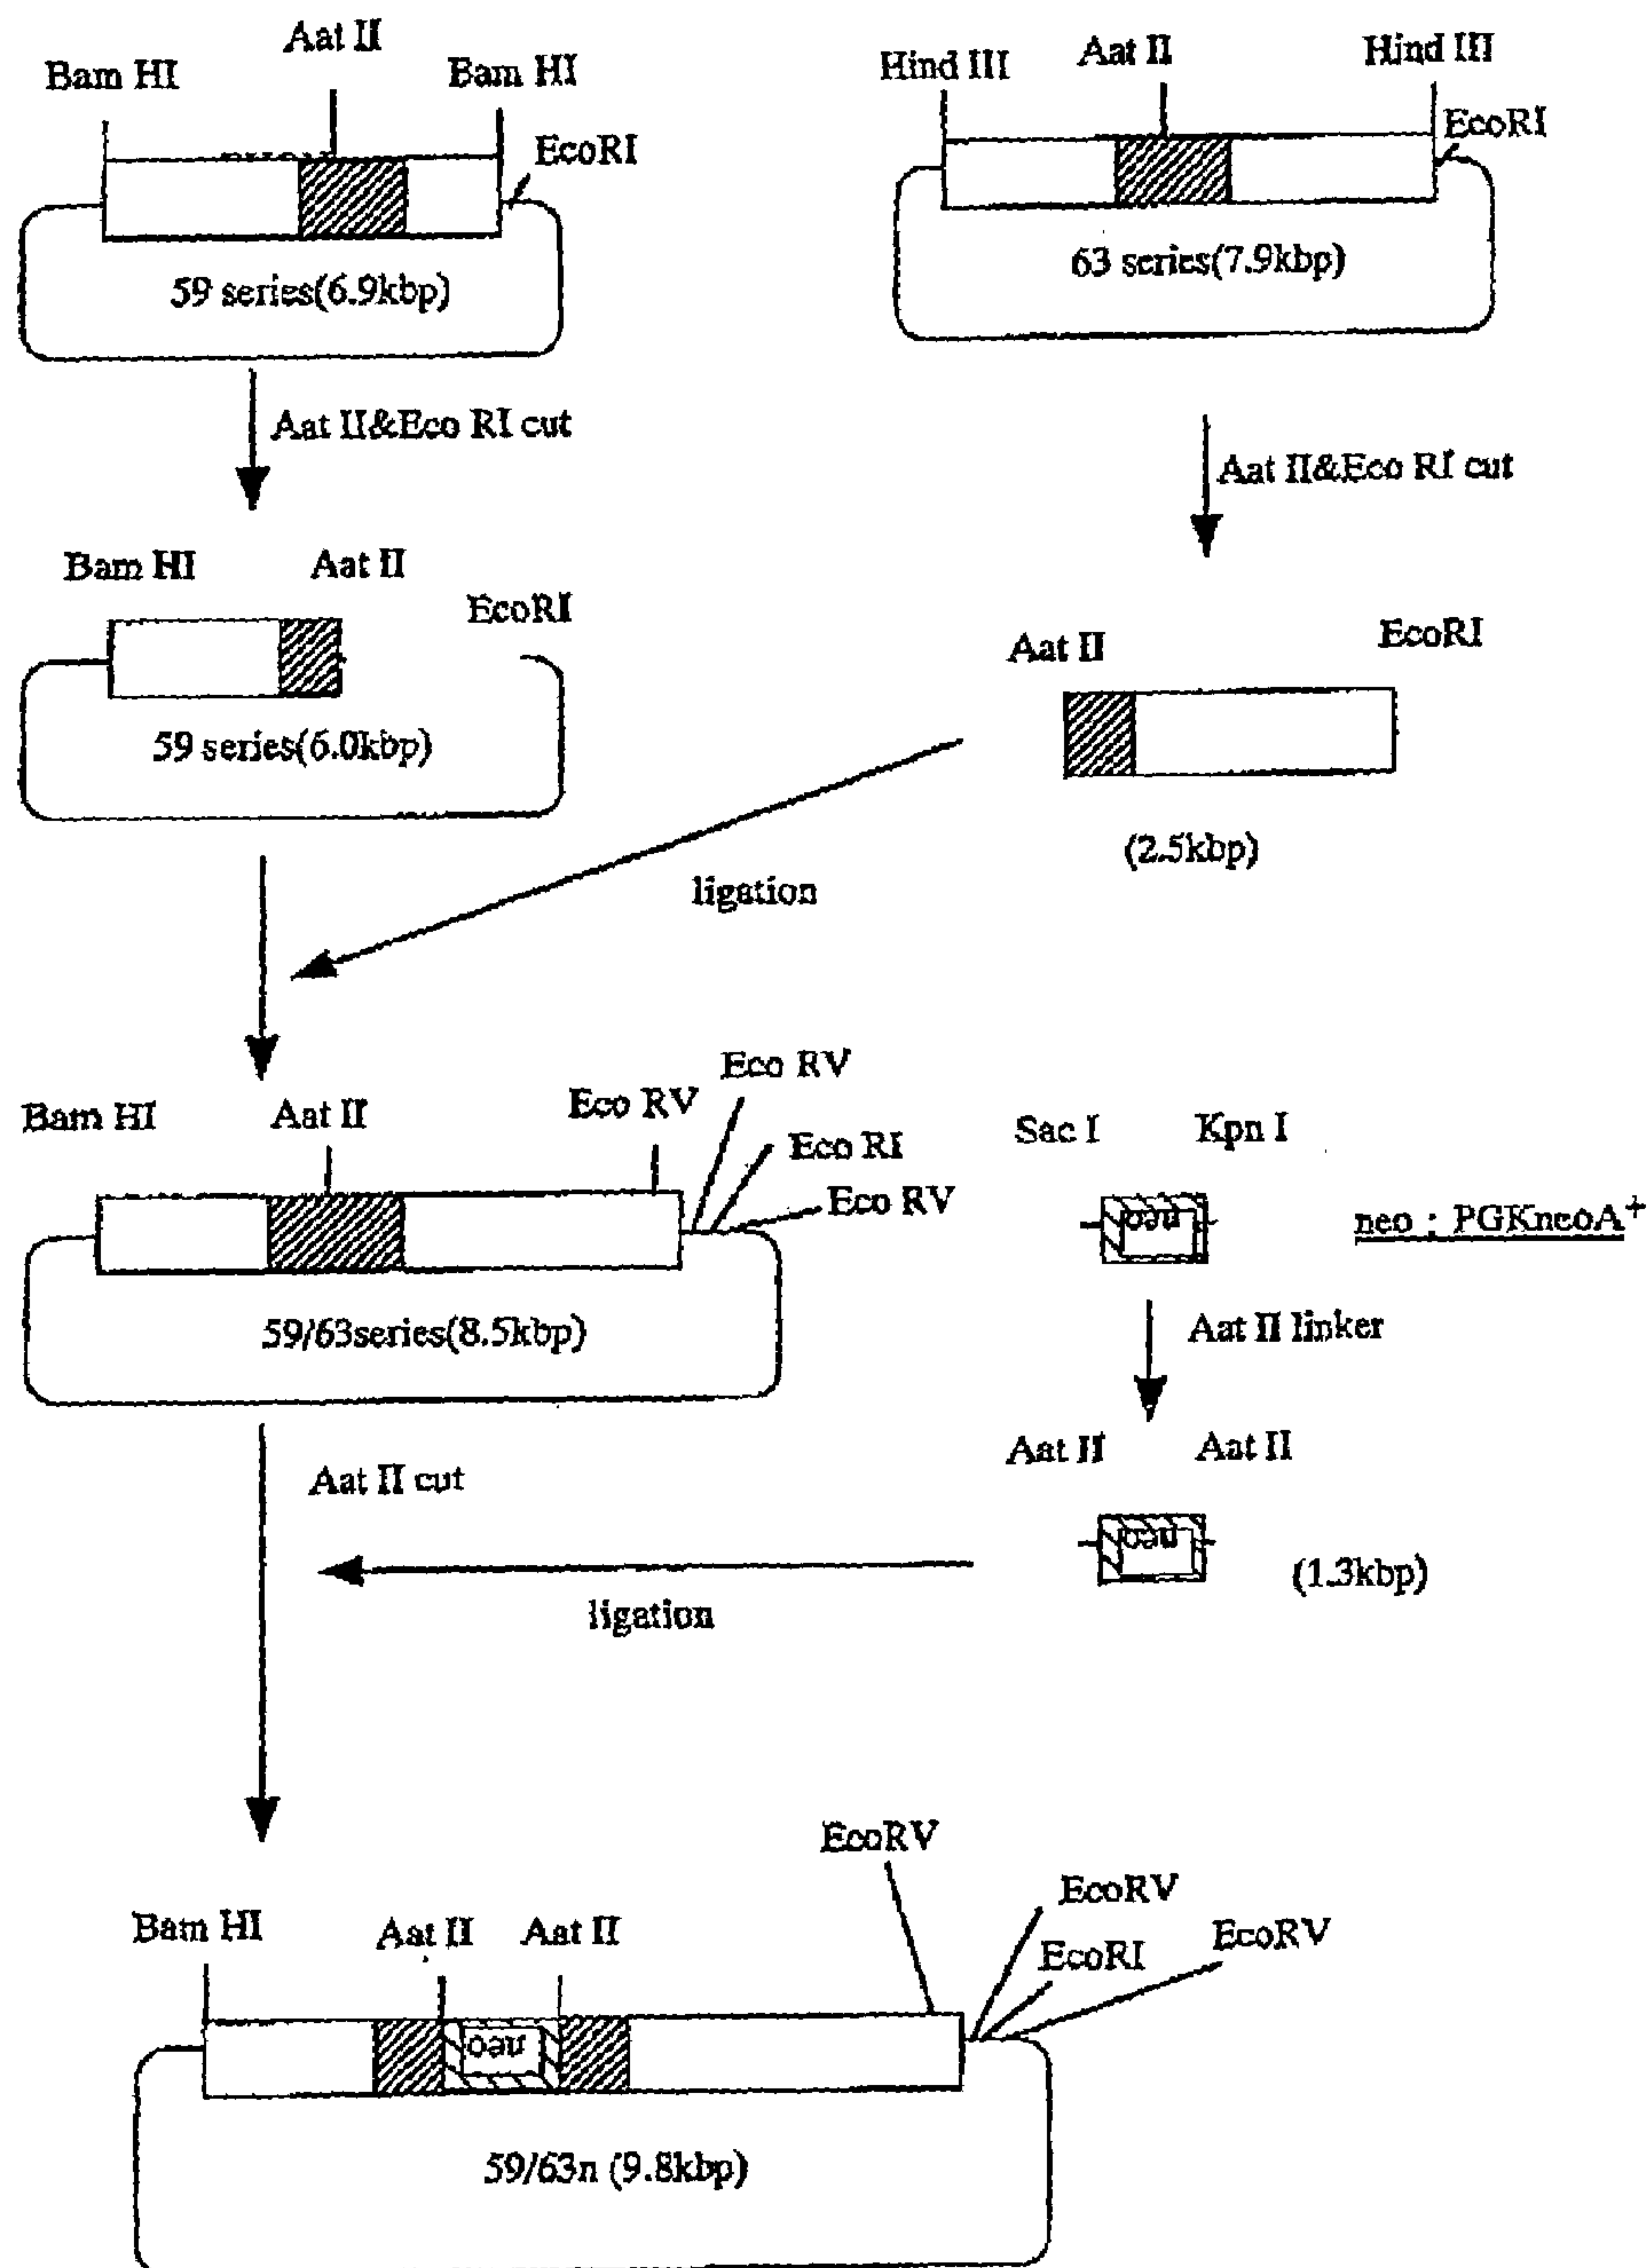 Aat II
Bam HI
Bam HI
EcoRI
59 series(6.9kbp)
Hind III
Aat II
Hind III
EcoRI
63 series(7.9kbp)
Aat II&Eco RI cut
Aat II&Eco RI cut
Bam HI
Aat II
EcoRI
59 series(6.0kbp)
Aat II
EcoRI
(2.5kbp)
ligation
Bam HI
Aat II
Eco RV
Eco RV
Eco RI
Eco RV
59/63series(8.5kbp)
Sac I
Kpn I
neo
neo : PGKneoA+
Aat II linker
Aat II
Aat II
neo
(1.3kbp)
Aat II cut
ligation
Bam HI
Aat II
Aat II
EcoRV
EcoRV
EcoRI
EcoRV
neo
59/63n (9.8kbp)